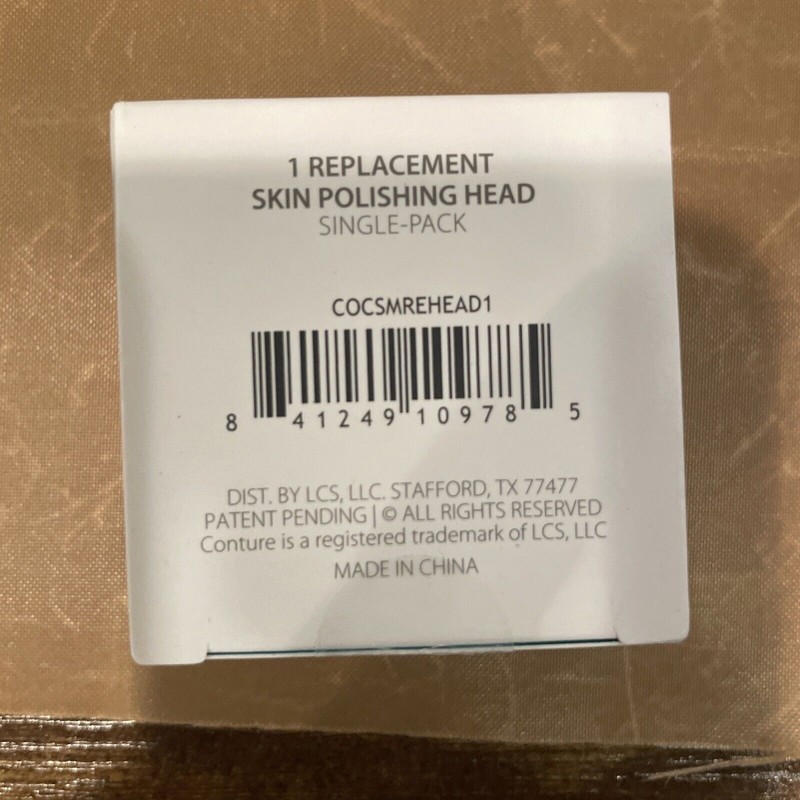 1 REPLACEMENT
SKIN POLISHING HEAD
SINGLE-PACK
COCSMREHEAD1
8 41249 10978 5
DIST. BY LCS, LLC. STAFFORD, TX 77477
PATENT PENDING | © ALL RIGHTS RESERVED
Conture is a registered trademark of LCS, LLC
MADE IN CHINA